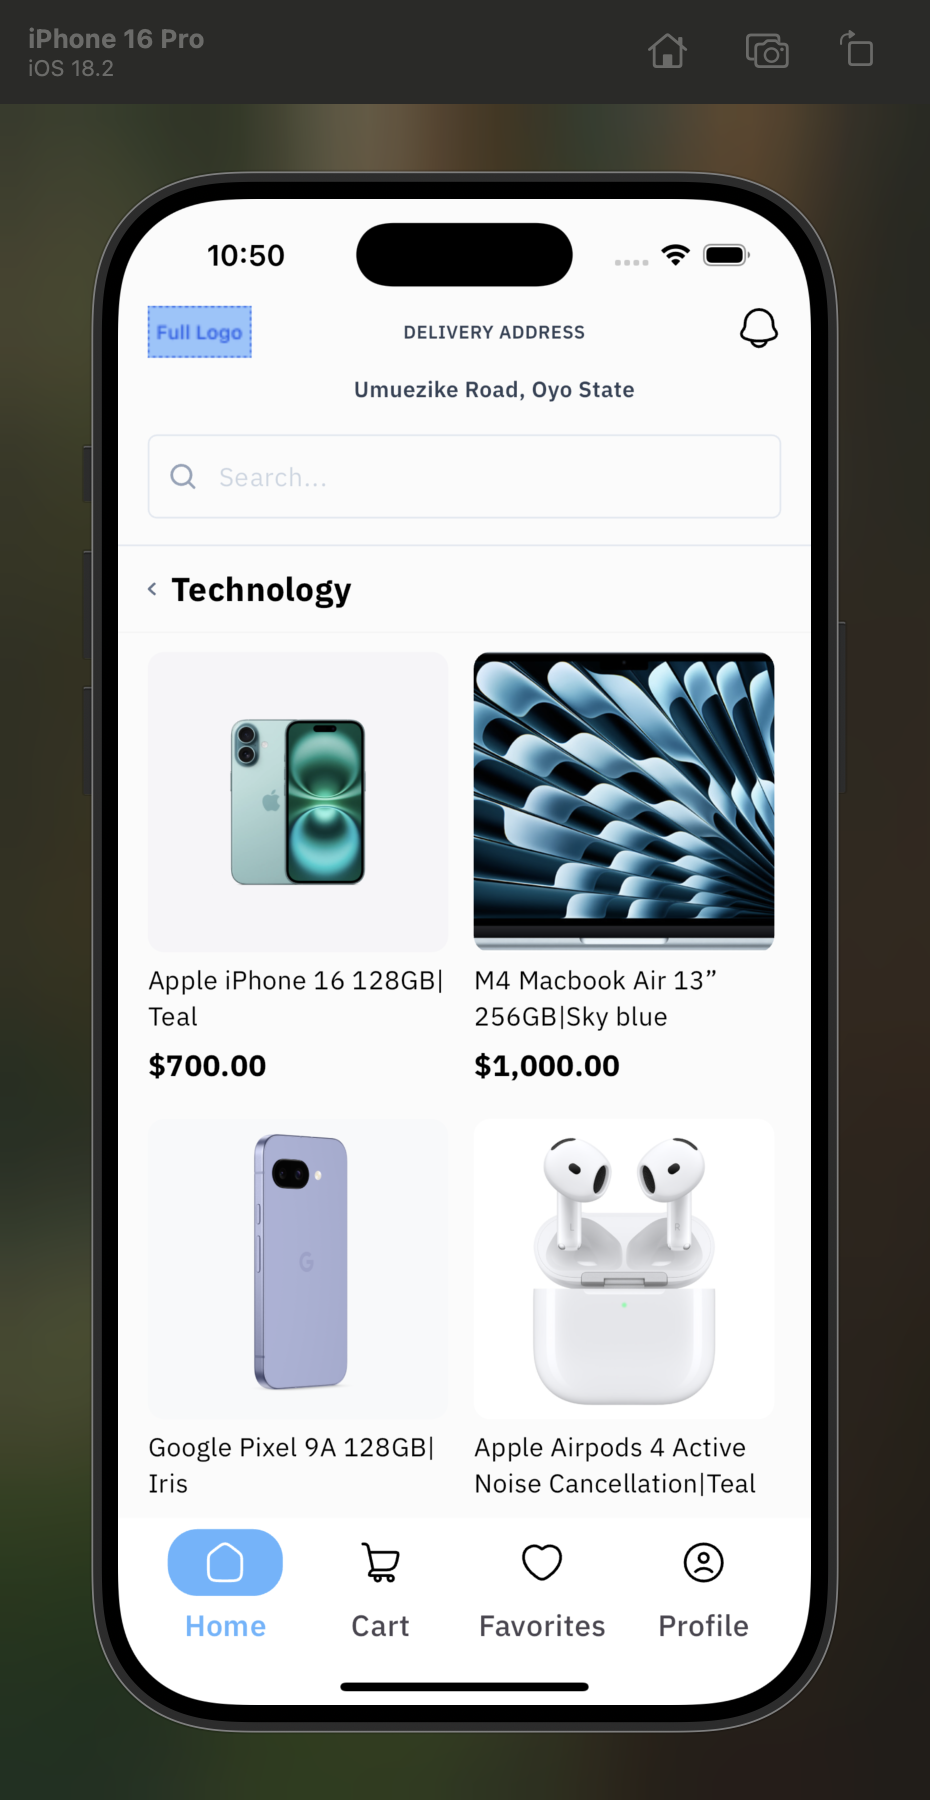 iPhone 16 Pro
iOS 18.2
10:50
Full Logo
DELIVERY ADDRESS
Umuezike Road, Oyo State
Search...
Technology
Apple iPhone 16 128GB|
Teal
$700.00
M4 Macbook Air 13”
256GB|Sky blue
$1,000.00
G
L
R
Google Pixel 9A 128GB|
Iris
Apple Airpods 4 Active
Noise Cancellation|Teal
Home
Cart
Favorites
Profile